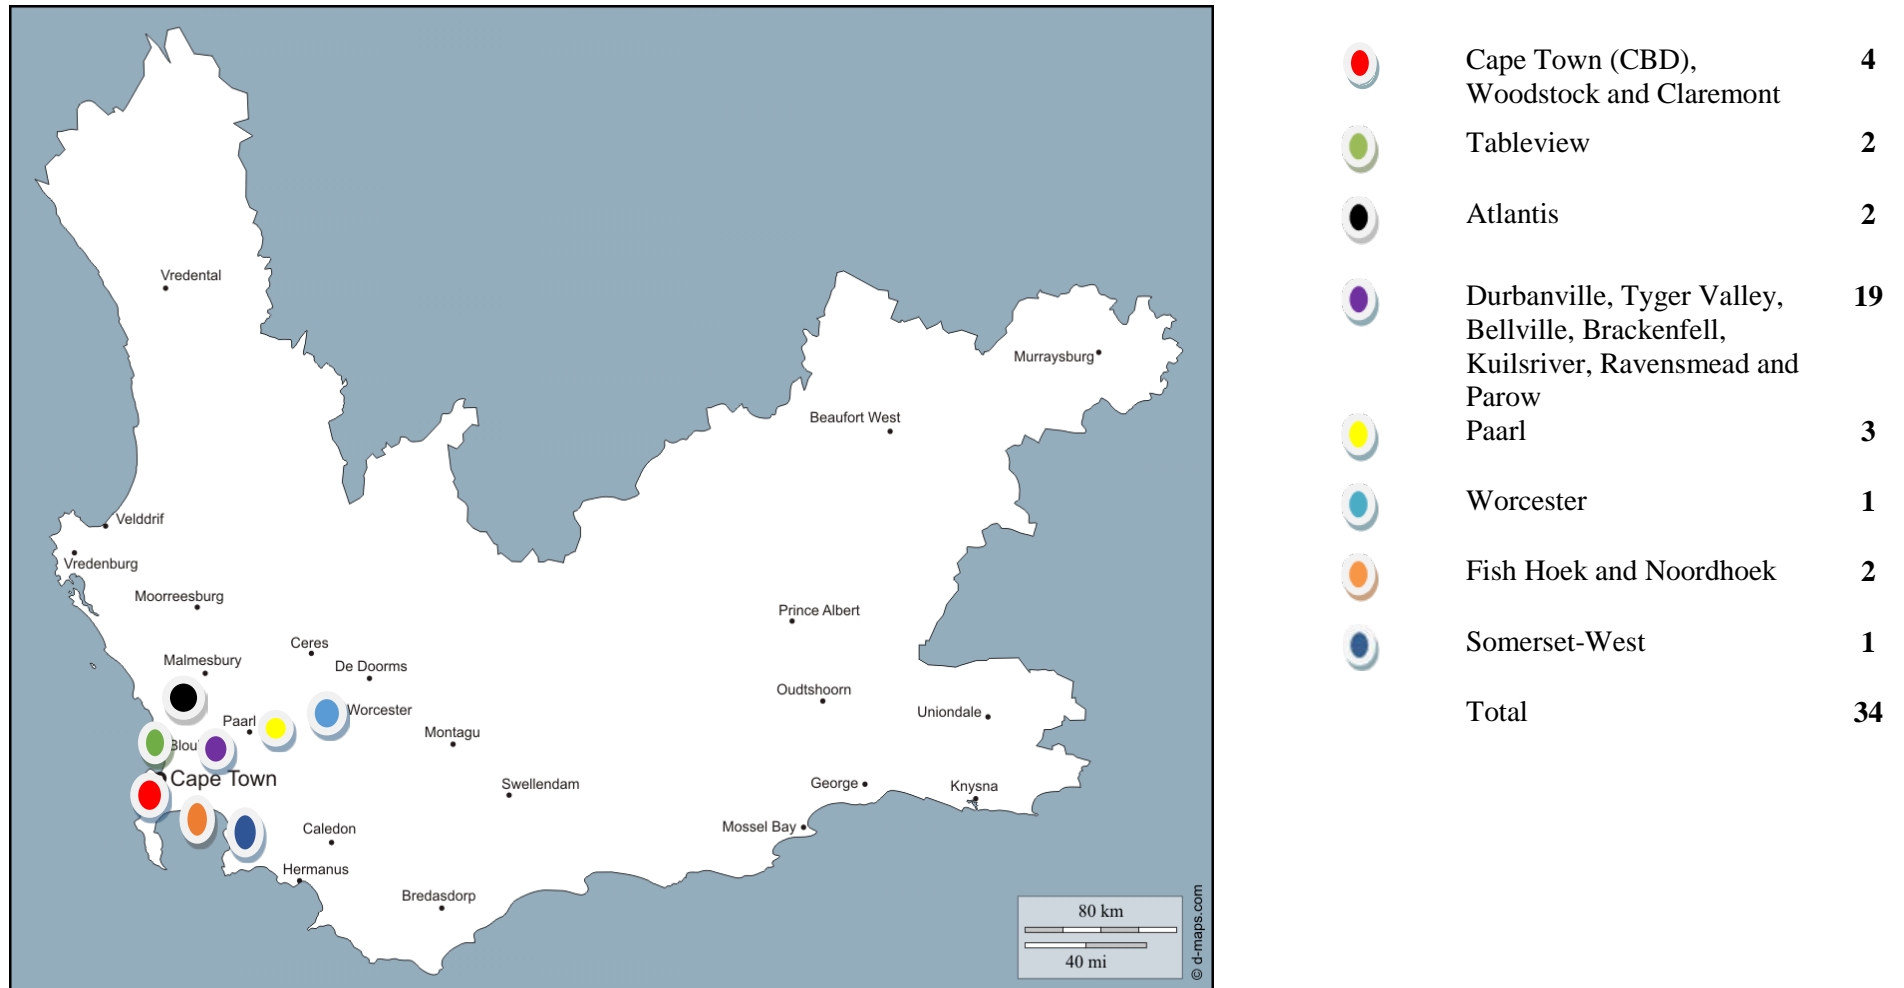 Vredental
Murraysburg
Beaufort West
Velddrif
Vredenburg
Moorreesburg
Prince Albert
Ceres
Malmesbury
De Doorms
Oudtshoorn
Worcester
Uniondale
Paarl
Montagu
Blou
Cape Town
Swellendam
George
Knysna
Mossel Bay
Caledon
Hermanus
Bredasdorp
80 km
40 mi
© d-maps.com
Cape Town (CBD), 4
Woodstock and Claremont
Tableview 2
Atlantis 2
Durbanville, Tyger Valley, 19
Bellville, Brackenfell,
Kuilsriver, Ravensmead and
Parow
Paarl 3
Worcester 1
Fish Hoek and Noordhoek 2
Somerset-West 1
Total 34